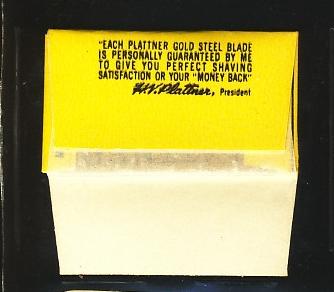 "EACH PLATTNER GOLD STEEL BLADE
IS PERSONALLY GUARANTEED BY ME
TO GIVE YOU PERFECT SHAVING
SATISFACTION OR YOUR "MONEY BACK"
H.V. Plattner, President